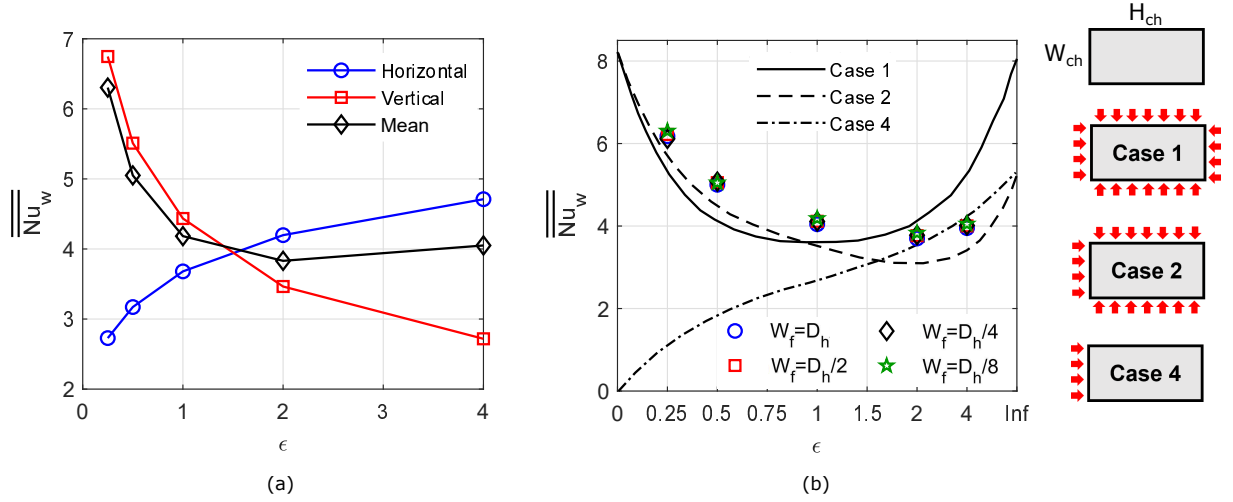 7
6
5
4
3
2
0
1
2
3
4
ϵ
Nu_w
Horizontal
Vertical
Mean
(a)
8
6
4
2
0
0
0.25
0.5
0.75
1
1.5
2
4
Inf
ϵ
Nu_w
Case 1
Case 2
Case 4
W_f=D_h
W_f=D_h/2
W_f=D_h/4
W_f=D_h/8
(b)
H_ch
W_ch
Case 1
Case 2
Case 4